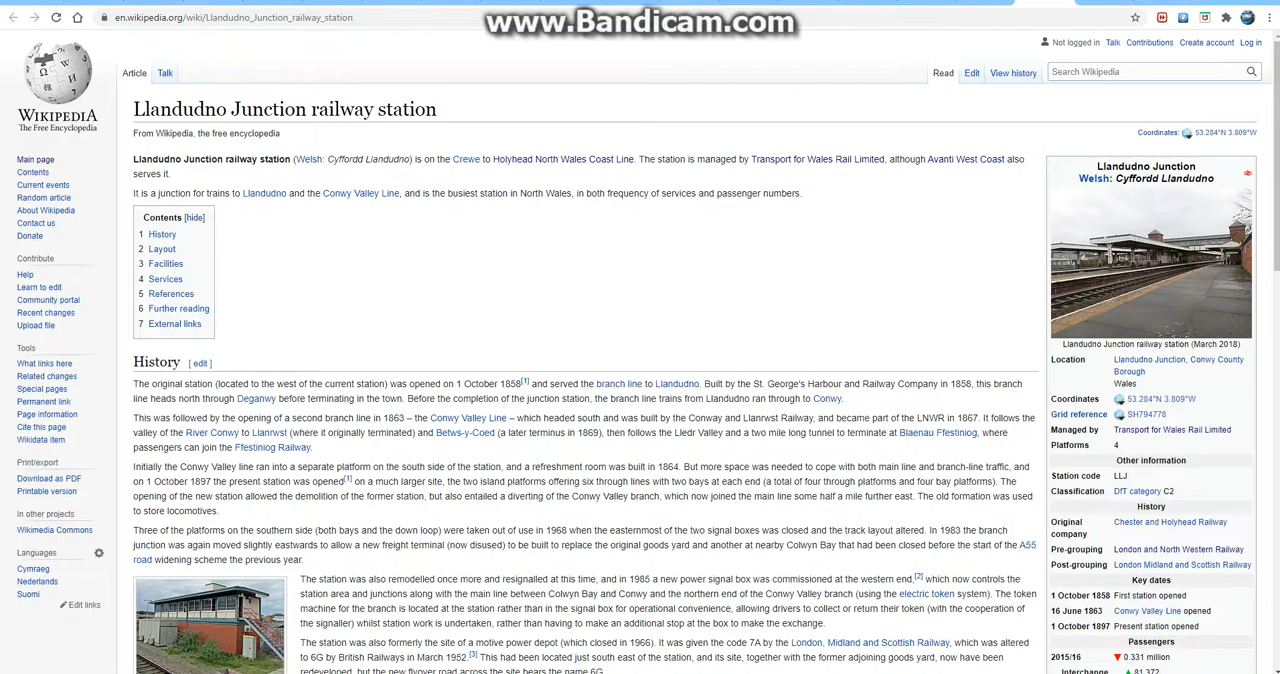 www.Bandicam.com
en.wikipedia.org/wiki/Llandudno_Junction_railway_station
Not logged in Talk Contributions Create account Log in
Article Talk Read Edit View history Search Wikipedia
WIKIPEDIA
The Free Encyclopedia
Main page
Contents
Current events
Random article
About Wikipedia
Contact us
Donate
Contribute
Help
Learn to edit
Community portal
Recent changes
Upload file
Tools
What links here
Related changes
Special pages
Permanent link
Page information
Cite this page
Wikidata item
Print/export
Download as PDF
Printable version
In other projects
Wikimedia Commons
Languages
Cymraeg
Nederlands
Suomi
Edit links
Llandudno Junction railway station
From Wikipedia, the free encyclopedia
Coordinates: 53.284°N 3.809°W
Llandudno Junction railway station (Welsh: Cyffordd Llandudno) is on the Crewe to Holyhead North Wales Coast Line. The station is managed by Transport for Wales Rail Limited, although Avanti West Coast also
serves it.
It is a junction for trains to Llandudno and the Conwy Valley Line, and is the busiest station in North Wales, in both frequency of services and passenger numbers.
Contents [hide]
1 History
2 Layout
3 Facilities
4 Services
5 References
6 Further reading
7 External links
History [ edit ]
The original station (located to the west of the current station) was opened on 1 October 1858[1] and served the branch line to Llandudno. Built by the St. George's Harbour and Railway Company in 1858, this branch
line heads north through Deganwy before terminating in the town. Before the completion of the junction station, the branch line trains from Llandudno ran through to Conwy.
This was followed by the opening of a second branch line in 1863 – the Conwy Valley Line – which headed south and was built by the Conway and Llanrwst Railway, and became part of the LNWR in 1867. It follows the
valley of the River Conwy to Llanrwst (where it originally terminated) and Betws-y-Coed (a later terminus in 1869), then follows the Lledr Valley and a two mile long tunnel to terminate at Blaenau Ffestiniog, where
passengers can join the Ffestiniog Railway.
Initially the Conwy Valley line ran into a separate platform on the south side of the station, and a refreshment room was built in 1864. But more space was needed to cope with both main line and branch-line traffic, and
on 1 October 1897 the present station was opened[1] on a much larger site, the two island platforms offering six through lines with two bays at each end (a total of four through platforms and four bay platforms). The
opening of the new station allowed the demolition of the former station, but also entailed a diverting of the Conwy Valley branch, which now joined the main line some half a mile further east. The old formation was used
to store locomotives.
Three of the platforms on the southern side (both bays and the down loop) were taken out of use in 1968 when the easternmost of the two signal boxes was closed and the track layout altered. In 1983 the branch
junction was again moved slightly eastwards to allow a new freight terminal (now disused) to be built to replace the original goods yard and another at nearby Colwyn Bay that had been closed before the start of the A55
road widening scheme the previous year.
The station was also remodelled once more and resignalled at this time, and in 1985 a new power signal box was commissioned at the western end,[2] which now controls the
station area and junctions along with the main line between Colwyn Bay and Conwy and the northern end of the Conwy Valley branch (using the electric token system). The token
machine for the branch is located at the station rather than in the signal box for operational convenience, allowing drivers to collect or return their token (with the cooperation of
the signaller) whilst station work is undertaken, rather than having to make an additional stop at the box to make the exchange.
The station was also formerly the site of a motive power depot (which closed in 1966). It was given the code 7A by the London, Midland and Scottish Railway, which was altered
to 6G by British Railways in March 1952.[3] This had been located just south east of the station, and its site, together with the former adjoining goods yard, now have been
redeveloped, but the new flyover road across the site bears the name 6G.
Llandudno Junction
Welsh: Cyffordd Llandudno
Llandudno Junction railway station (March 2018)
Location Llandudno Junction, Conwy County
Borough
Wales
Coordinates 53.284°N 3.809°W
Grid reference SH794778
Managed by Transport for Wales Rail Limited
Platforms 4
Other information
Station code LLJ
Classification DfT category C2
History
Original Chester and Holyhead Railway
company
Pre-grouping London and North Western Railway
Post-grouping London Midland and Scottish Railway
Key dates
1 October 1858 First station opened
16 June 1863 Conwy Valley Line opened
1 October 1897 Present station opened
Passengers
2015/16 0.331 million
Interchange 81,372